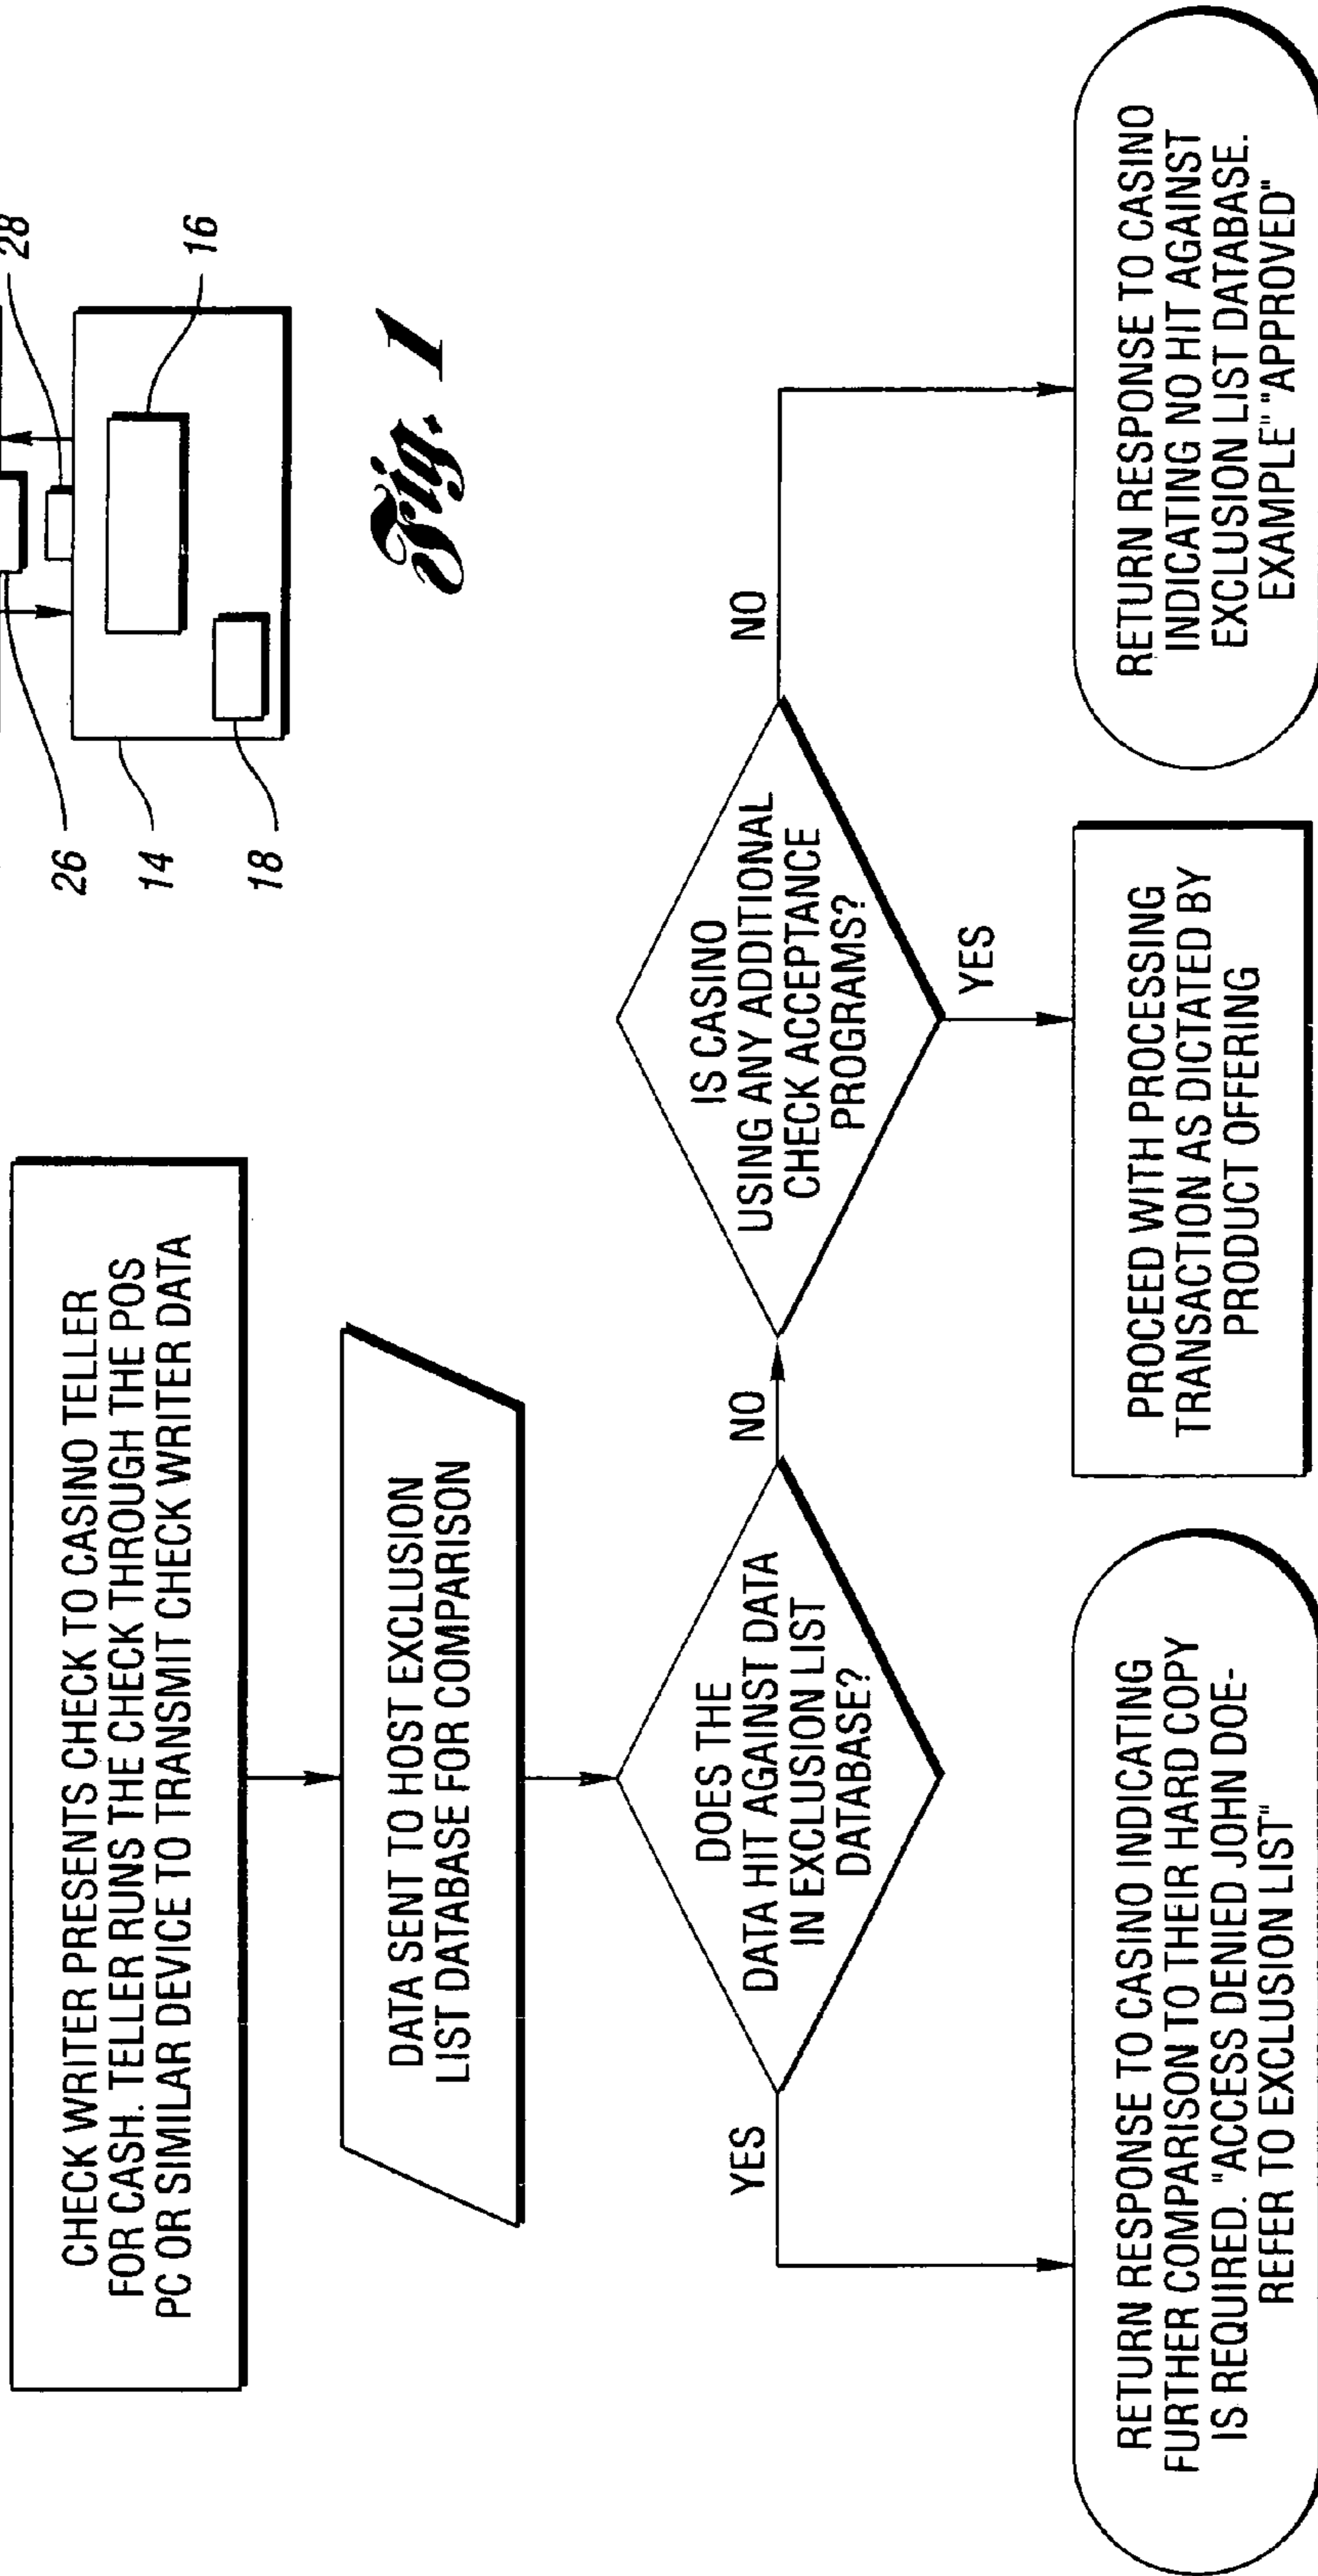 28
26
16
14
18
Fig. 1
CHECK WRITER PRESENTS CHECK TO CASINO TELLER
FOR CASH. TELLER RUNS THE CHECK THROUGH THE POS
PC OR SIMILAR DEVICE TO TRANSMIT CHECK WRITER DATA
DATA SENT TO HOST EXCLUSION
LIST DATABASE FOR COMPARISON
DOES THE
DATA HIT AGAINST DATA
IN EXCLUSION LIST
DATABASE?
YES
NO
IS CASINO
USING ANY ADDITIONAL
CHECK ACCEPTANCE
PROGRAMS?
NO
YES
RETURN RESPONSE TO CASINO INDICATING
FURTHER COMPARISON TO THEIR HARD COPY
IS REQUIRED. "ACCESS DENIED JOHN DOE-
REFER TO EXCLUSION LIST"
PROCEED WITH PROCESSING
TRANSACTION AS DICTATED BY
PRODUCT OFFERING
RETURN RESPONSE TO CASINO
INDICATING NO HIT AGAINST
EXCLUSION LIST DATABASE.
EXAMPLE" "APPROVED"